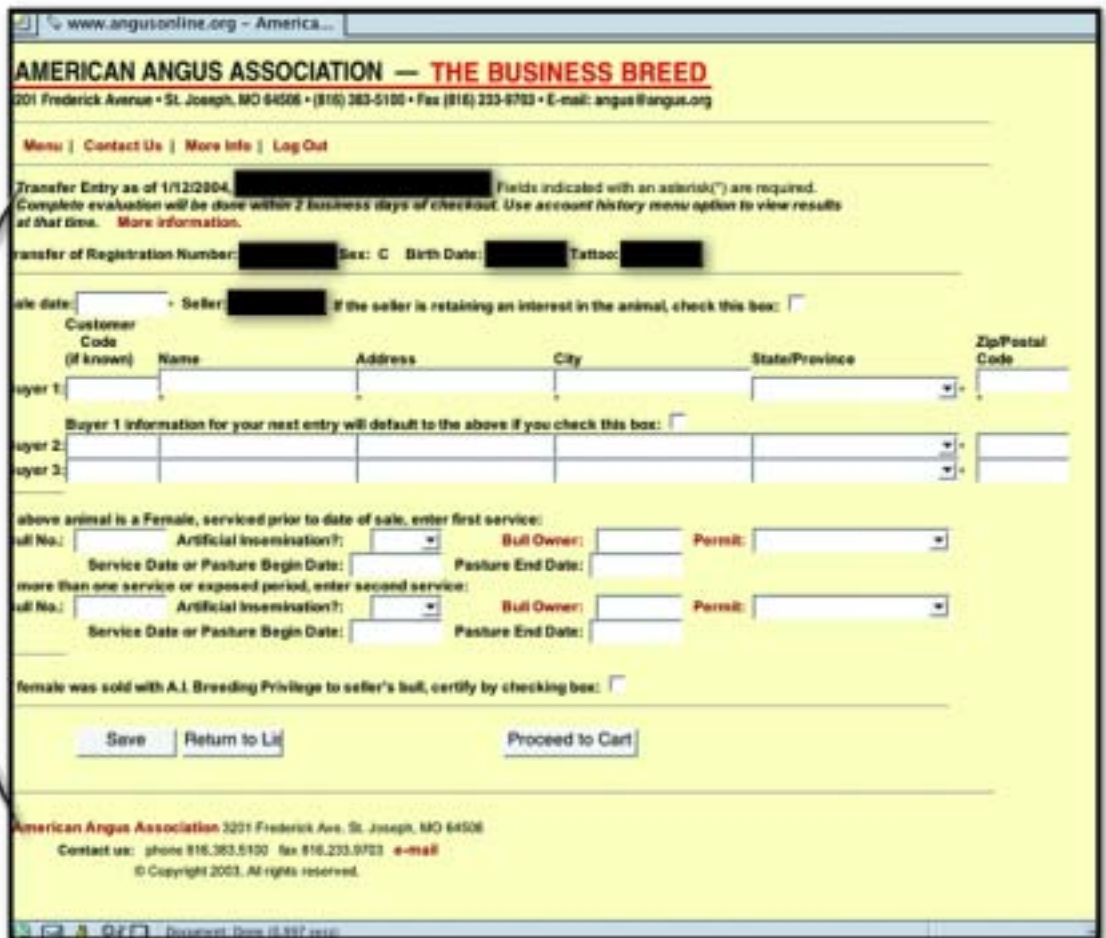 www.angusonline.org – America...
AMERICAN ANGUS ASSOCIATION — THE BUSINESS BREED
201 Frederick Avenue • St. Joseph, MO 64506 • (816) 383-5100 • Fax (816) 233-9703 • E-mail: angus@angus.org
Menu | Contact Us | More Info | Log Out
Transfer Entry as of 1/12/2004, Fields indicated with an asterisk(*) are required.
Complete evaluation will be done within 2 business days of checkout. Use account history menu option to view results
at that time. More information.
ransfer of Registration Number: Sex: C Birth Date: Tattoo:
ale date: * Seller: If the seller is retaining an interest in the animal, check this box:
Customer
Code
(if known) Name Address City State/Province Zip/Postal Code
uyer 1:
Buyer 1 information for your next entry will default to the above if you check this box:
uyer 2:
uyer 3:
above animal is a Female, serviced prior to date of sale, enter first service:
ull No.: Artificial Insemination?: Bull Owner: Permit:
Service Date or Pasture Begin Date: Pasture End Date:
more than one service or exposed period, enter second service:
ull No.: Artificial Insemination?: Bull Owner: Permit:
Service Date or Pasture Begin Date: Pasture End Date:
female was sold with A.I. Breeding Privilege to seller's bull, certify by checking box:
Save Return to Lis Proceed to Cart
American Angus Association 3201 Frederick Ave. St. Joseph, MO 64506
Contact us: phone 816.383.5100 fax 816.233.9703 e-mail
© Copyright 2003. All rights reserved.
Document: Done (0.997 secs)